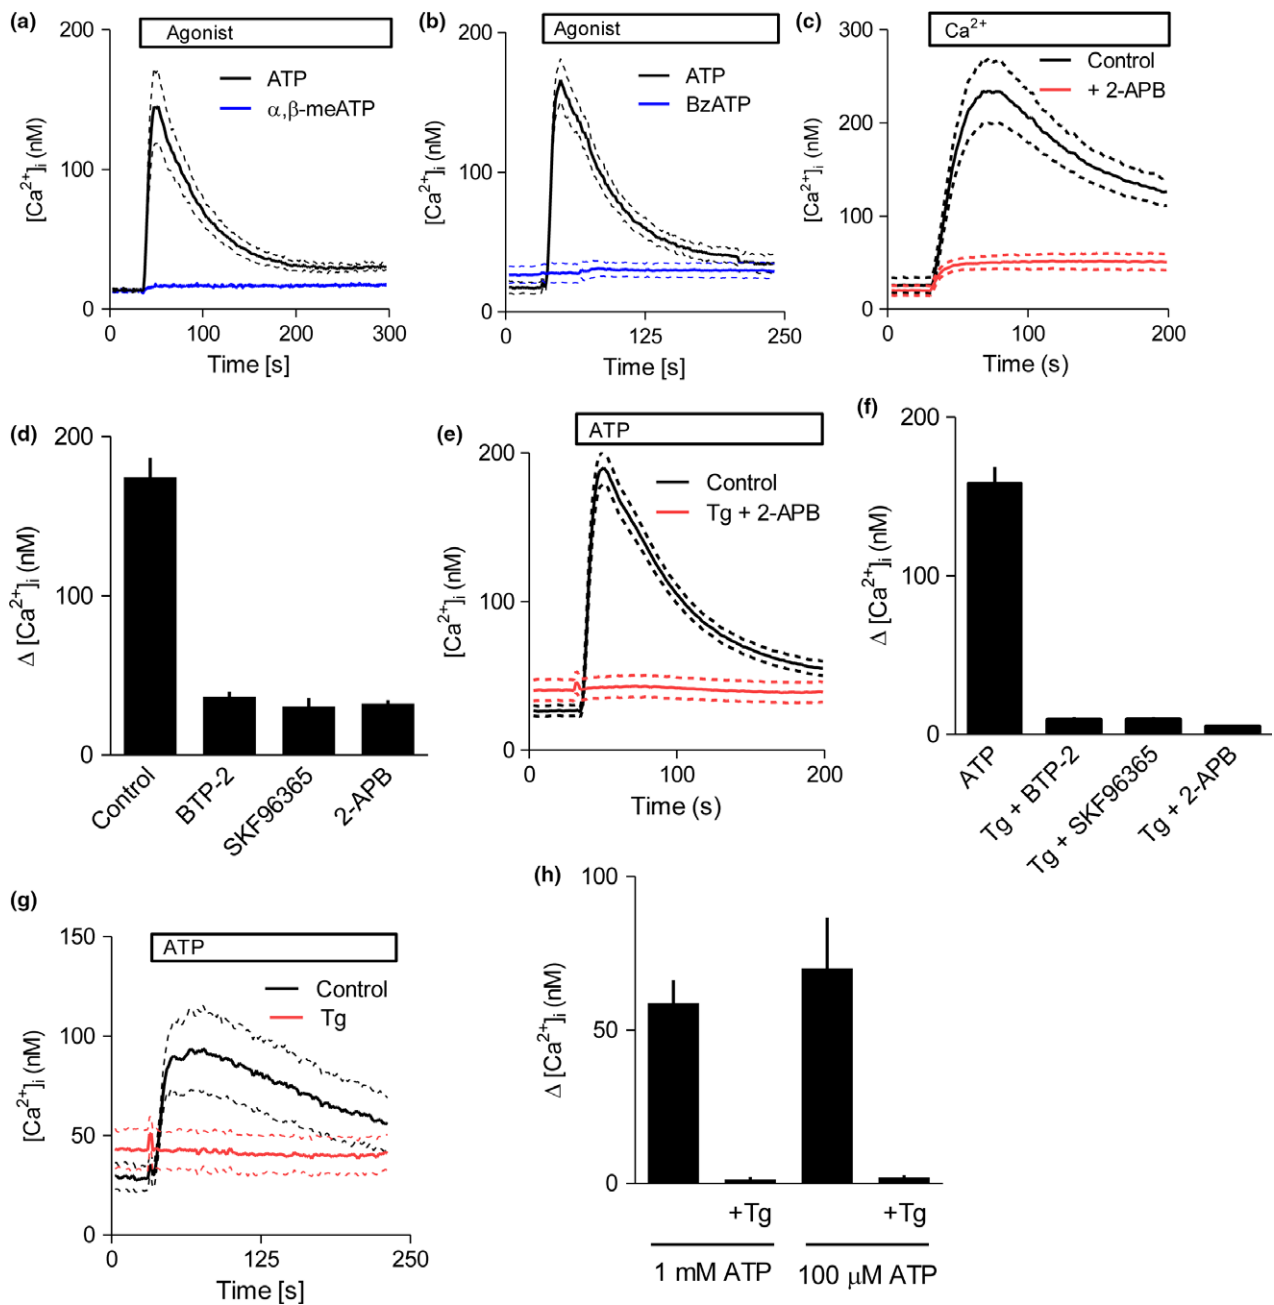 (a)
Agonist
ATP
α,β-meATP
[Ca²⁺]ᵢ (nM)
200
100
0
0 100 200 300
Time [s]
(b)
Agonist
ATP
BzATP
[Ca²⁺]ᵢ (nM)
200
100
0
0 125 250
Time [s]
(c)
Ca²⁺
Control
+ 2-APB
[Ca²⁺]ᵢ (nM)
300
200
100
0
0 100 200
Time (s)
(d)
Δ [Ca²⁺]ᵢ (nM)
200
100
0
Control
BTP-2
SKF96365
2-APB
(e)
ATP
Control
Tg + 2-APB
[Ca²⁺]ᵢ (nM)
200
100
0
0 100 200
Time (s)
(f)
Δ [Ca²⁺]ᵢ (nM)
200
100
0
ATP
Tg + BTP-2
Tg + SKF96365
Tg + 2-APB
(g)
ATP
Control
Tg
[Ca²⁺]ᵢ (nM)
150
100
50
0
0 125 250
Time [s]
(h)
Δ [Ca²⁺]ᵢ (nM)
100
50
0
+Tg +Tg
1 mM ATP 100 μM ATP